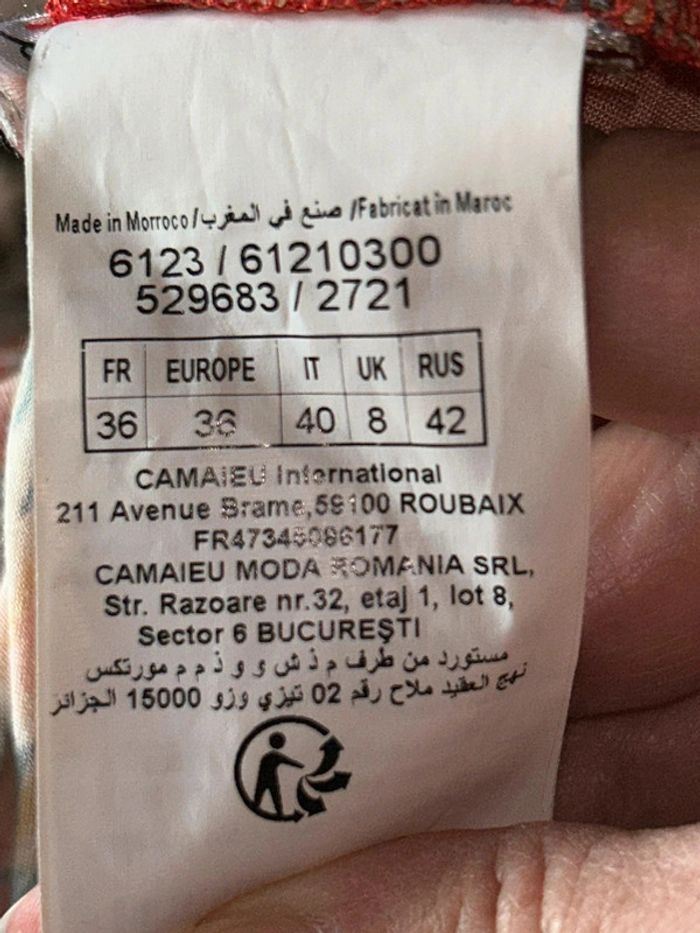 Made in Morroco/صنع في المغرب /Fabricat in Maroc
6123 / 61210300
529683 / 2721
FR EUROPE IT UK RUS
36 36 40 8 42
CAMAIEU International
211 Avenue Brame,59100 ROUBAIX
FR47345086177
CAMAIEU MODA ROMANIA SRL,
Str. Razoare nr.32, etaj 1, lot 8,
Sector 6 BUCUREŞTI
مستورد من طرف م ذ ش و و ذ م م مورتكس
نهج العقيد ملاح رقم 02 تيزي وزو 15000 الجزائر